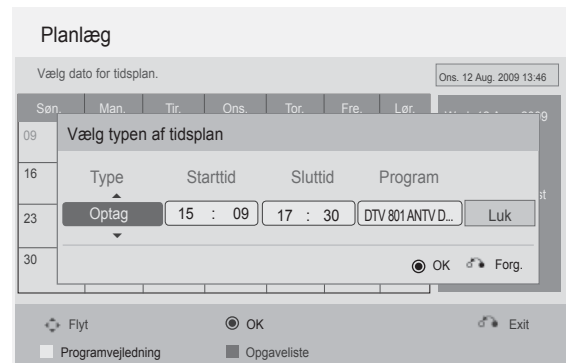 Planlæg
Vælg dato for tidsplan.
Ons. 12 Aug. 2009 13:46
Søn. Man. Tir. Ons. Tor. Fre. Lør.
09
Vælg typen af tidsplan
16
Type Starttid Sluttid Program
23
Optag 15 : 09 17 : 30 DTV 801 ANTV D... Luk
30
OK Forg.
Flyt OK Exit
Programvejledning Opgaveliste